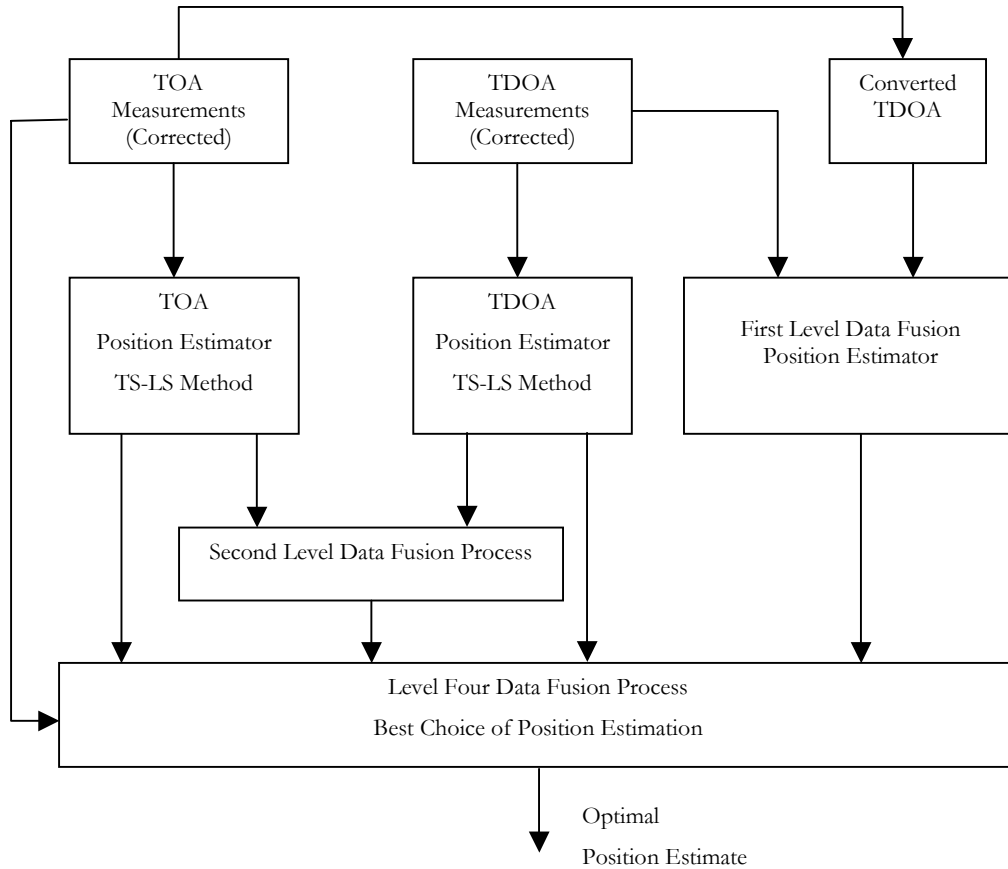 TOA
Measurements
(Corrected)
TDOA
Measurements
(Corrected)
Converted
TDOA
TOA
Position Estimator
TS-LS Method
TDOA
Position Estimator
TS-LS Method
First Level Data Fusion
Position Estimator
Second Level Data Fusion Process
Level Four Data Fusion Process
Best Choice of Position Estimation
Optimal
Position Estimate